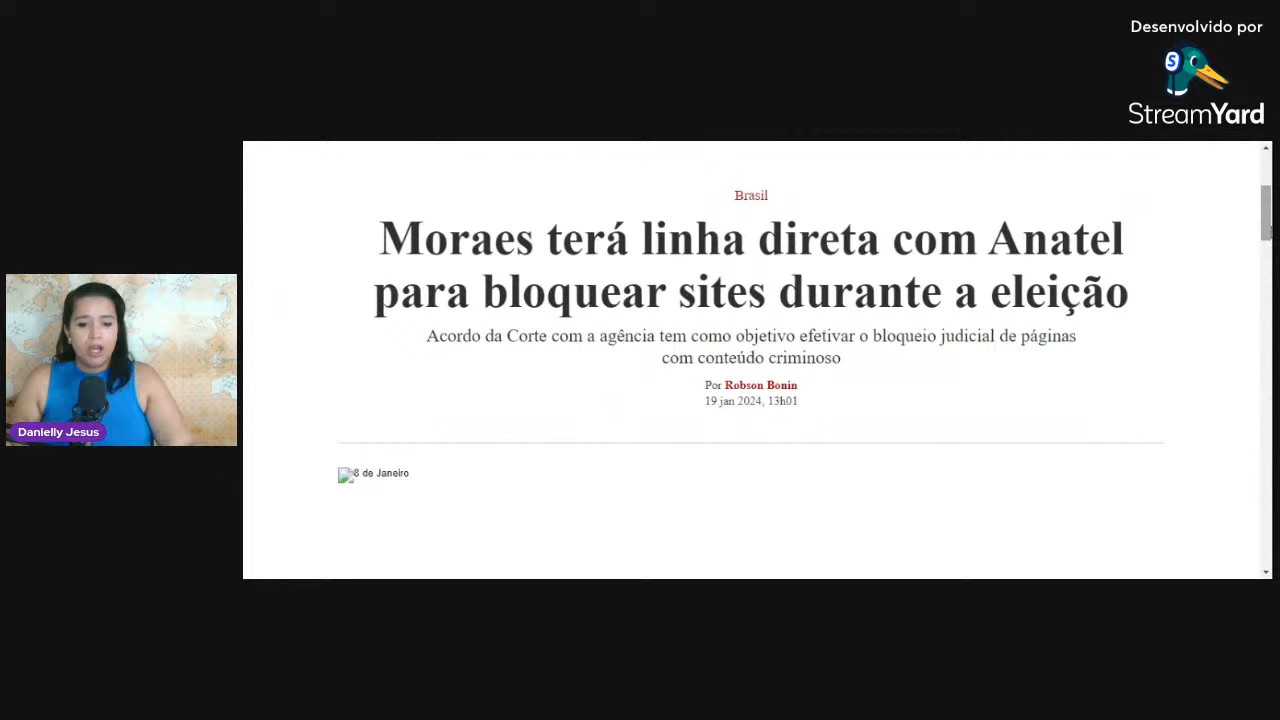 Desenvolvido por
StreamYard
Brasil
Moraes terá linha direta com Anatel
para bloquear sites durante a eleição
Acordo da Corte com a agência tem como objetivo efetivar o bloqueio judicial de páginas
com conteúdo criminoso
Por Robson Bonin
19 jan 2024, 13h01
8 de Janeiro
Danielly Jesus